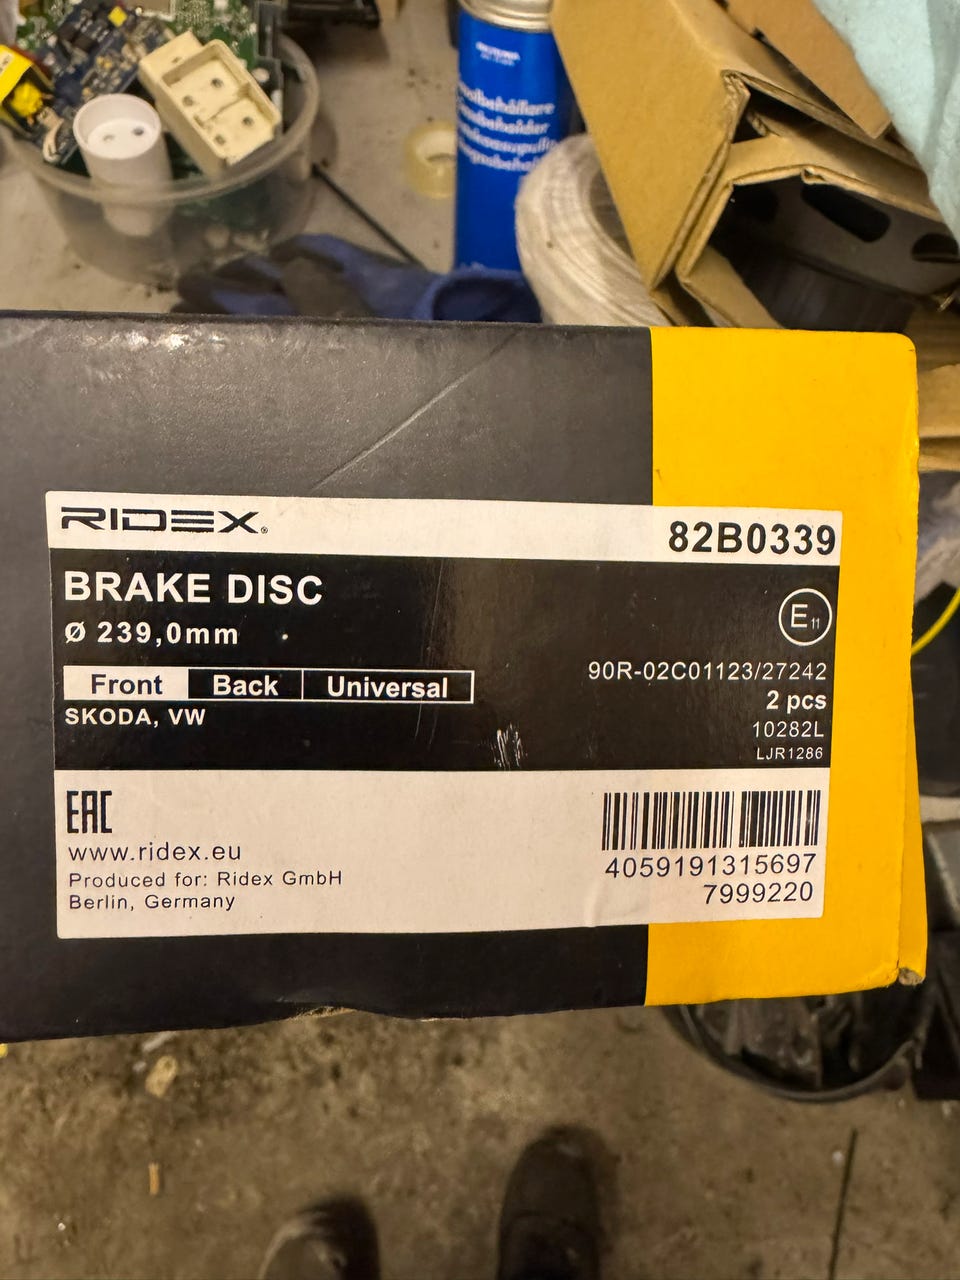 RIDEX®
82B0339
BRAKE DISC
Ø 239,0mm
E11
Front Back Universal
SKODA, VW
90R-02C01123/27242
2 pcs
10282L
LJR1286
EAC
www.ridex.eu
Produced for: Ridex GmbH
Berlin, Germany
4059191315697
7999220